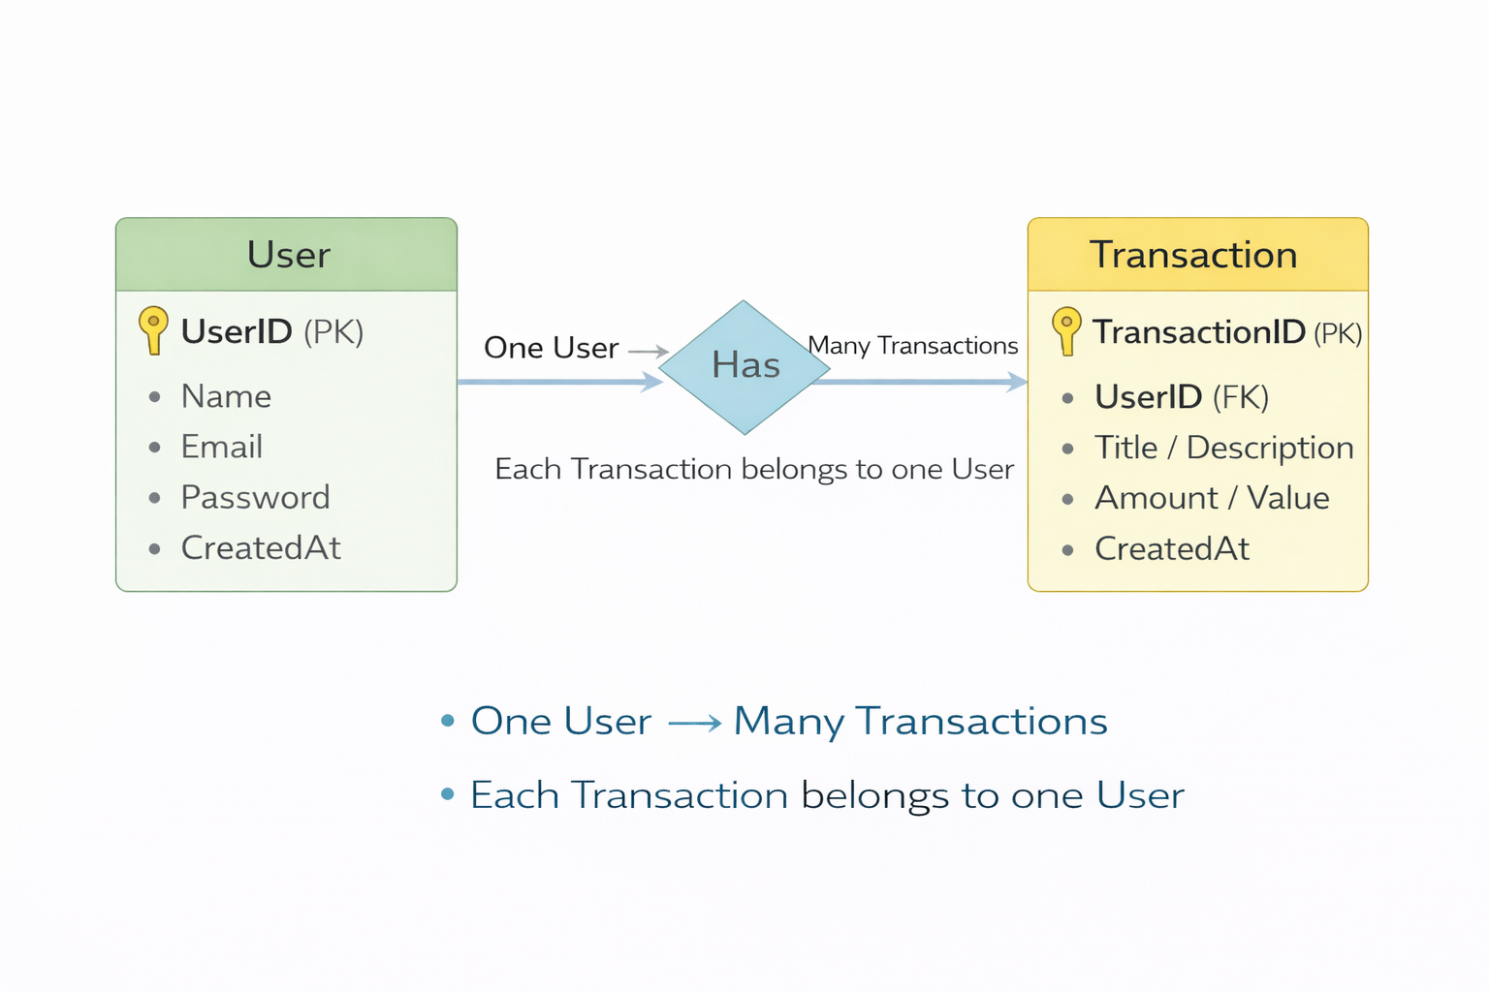 User
UserID (PK)
• Name
• Email
• Password
• CreatedAt
One User →
Has
Many Transactions
Each Transaction belongs to one User
Transaction
TransactionID (PK)
• UserID (FK)
• Title / Description
• Amount / Value
• CreatedAt
• One User → Many Transactions
• Each Transaction belongs to one User